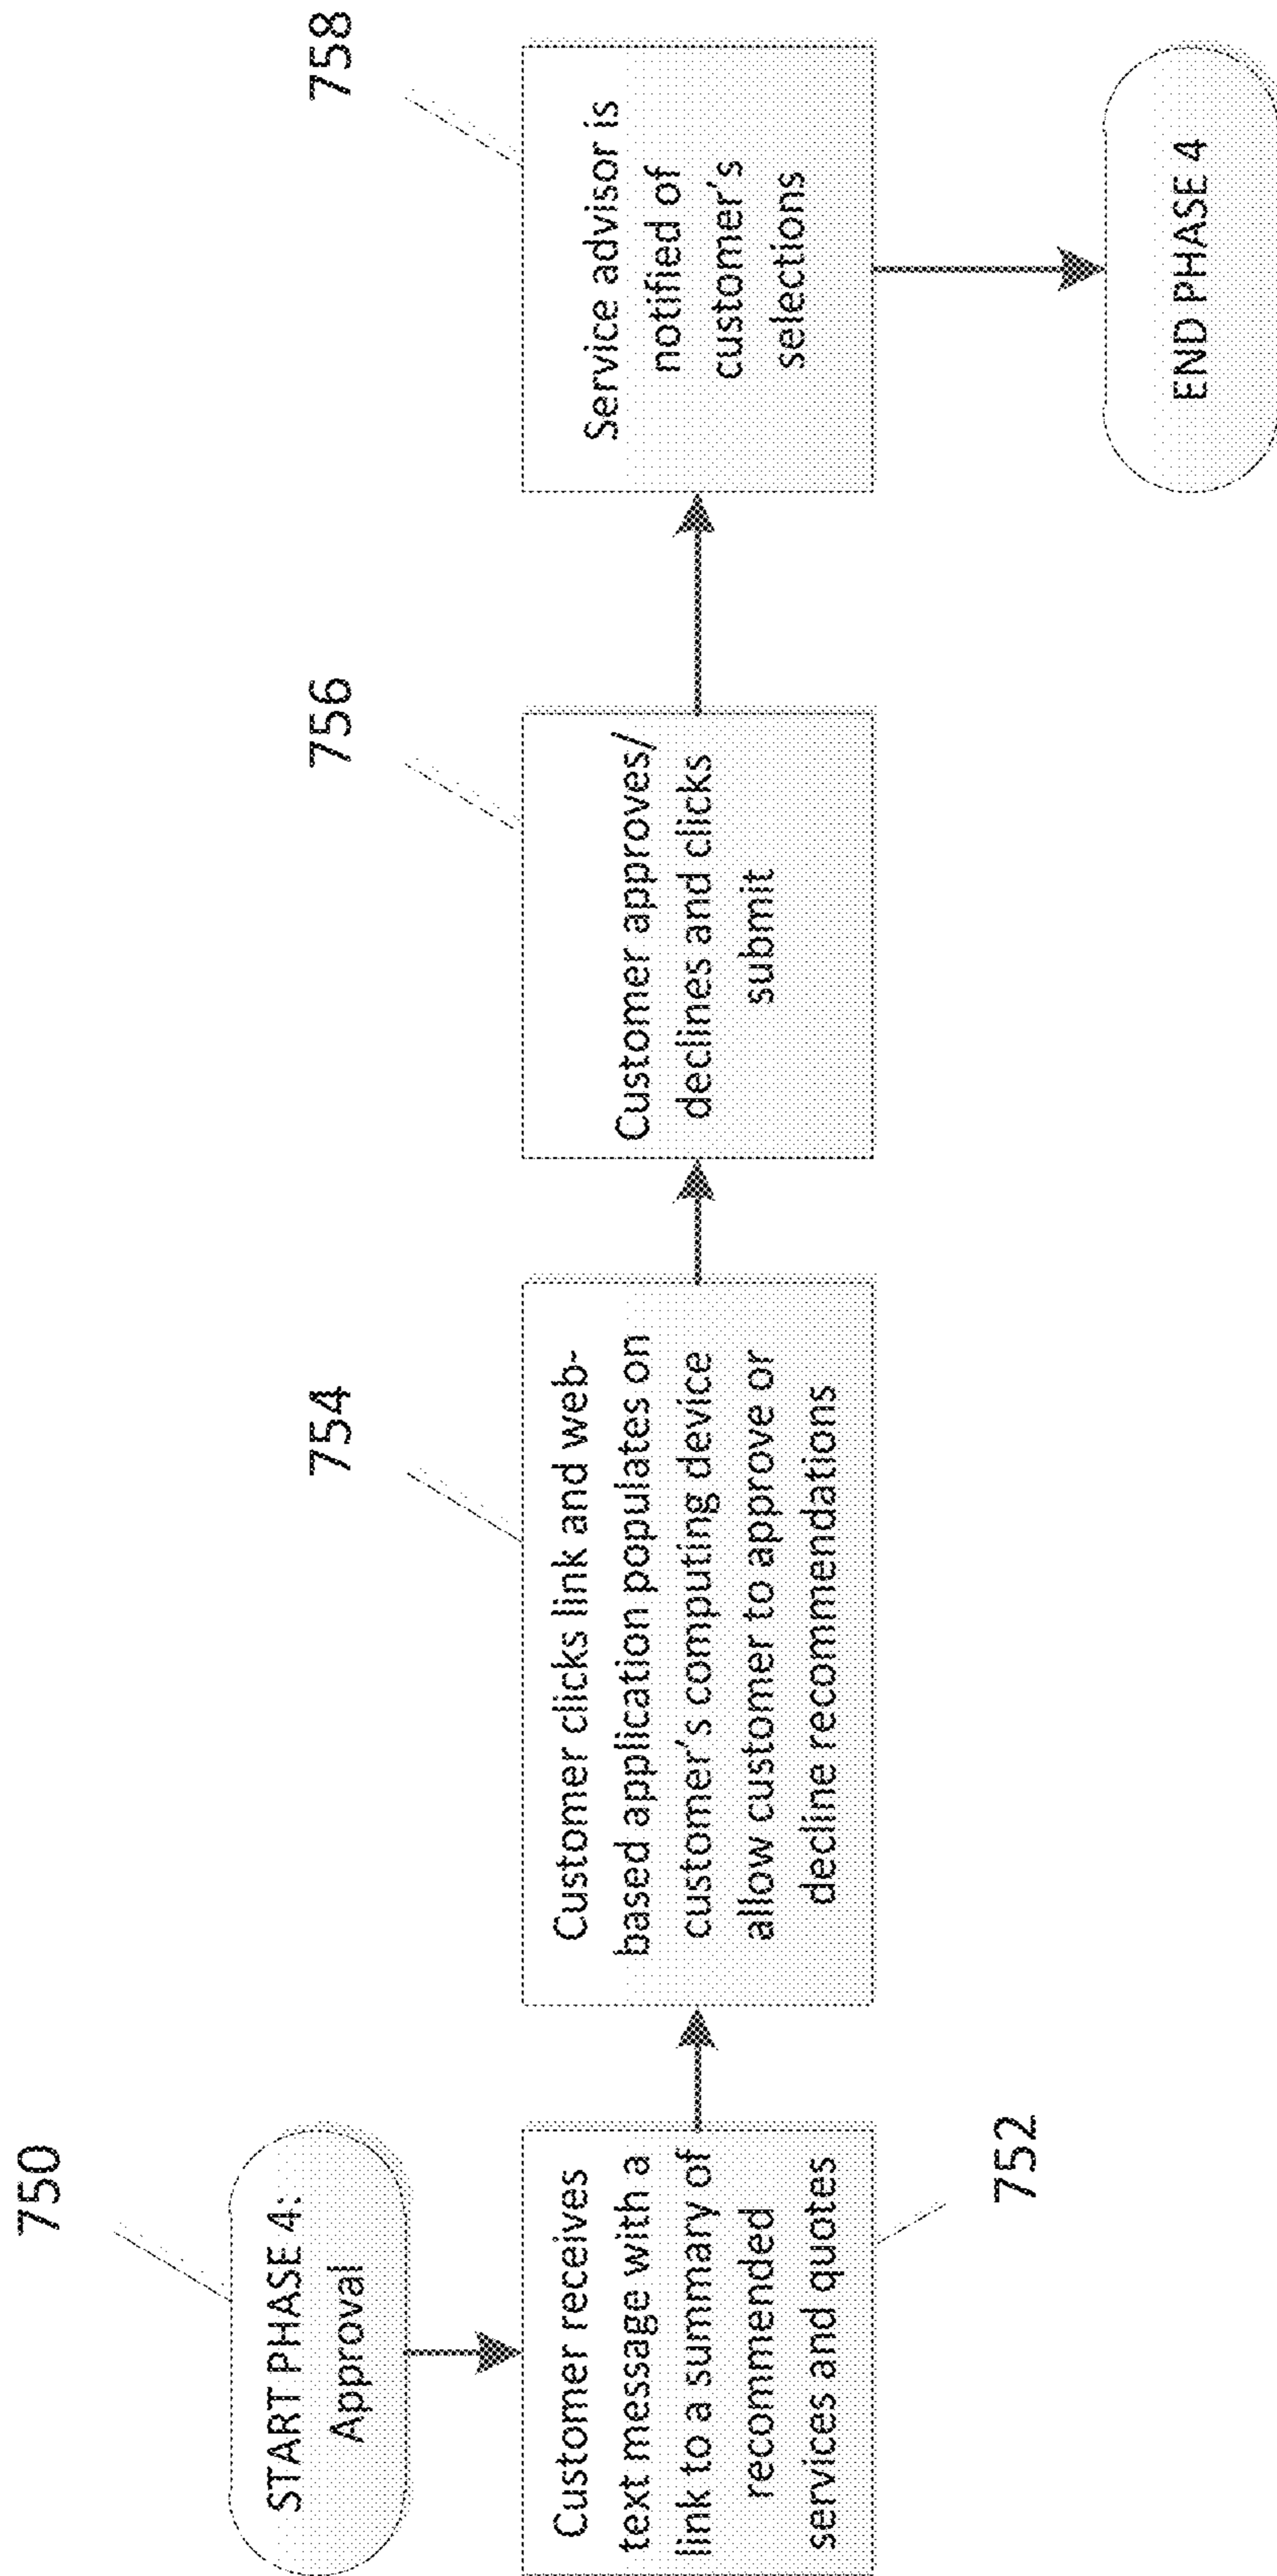 750
START PHASE 4:
Approval
Customer receives
text message with a
link to a summary of
recommended
services and quotes
752
754
Customer clicks link and web-
based application populates on
customer's computing device
allow customer to approve or
decline recommendations
756
Customer approves/
declines and clicks
submit
758
Service advisor is
notified of
customer's
selections
END PHASE 4